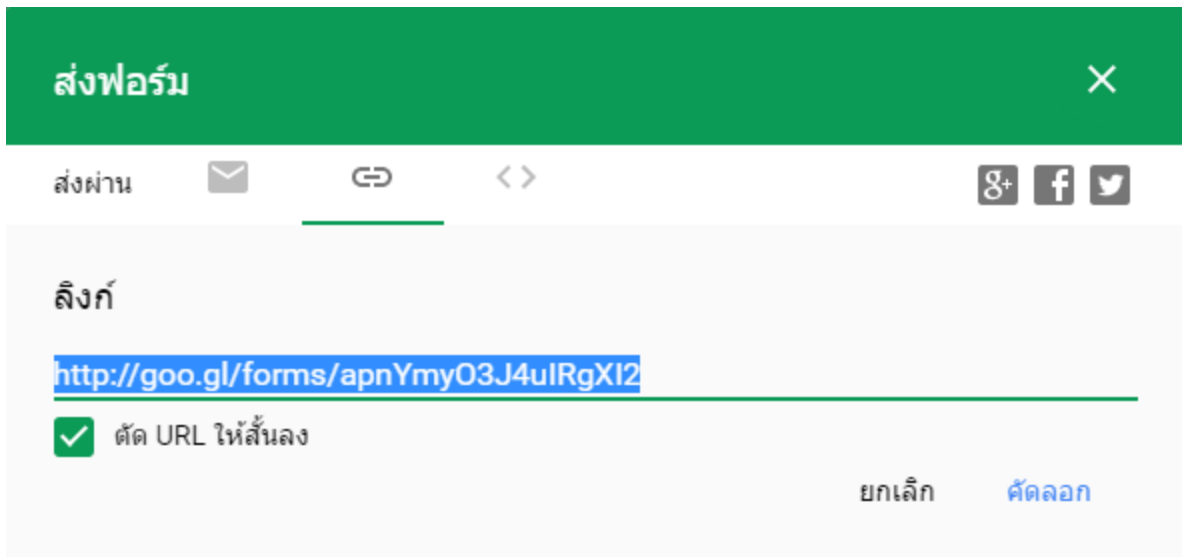 ส่งฟอร์ม
ส่งผ่าน
ลิงก์
http://goo.gl/forms/apnYmyO3J4uIRgXI2
ตัด URL ให้สั้นลง
ยกเลิก คัดลอก